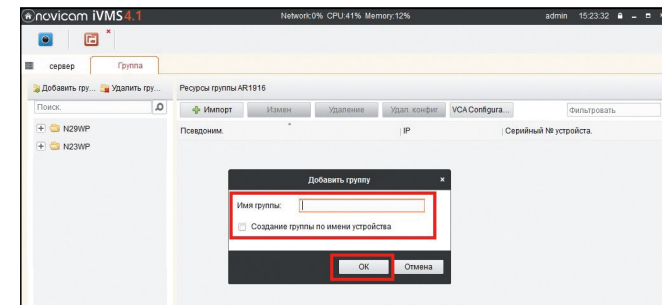 novicam iVMS4.1 Network:0% CPU:41% Memory:12% admin 15:23:32
сервер Группа
Добавить гру... Удалить гру... Ресурсы группы AR1916
Поиск. Импорт Измен Удаление Удал. конфиг VCA Configura... Фильтровать
Псевдоним. IP Серийный № устройства.
N29WP
N23WP
Добавить группу
Имя группы:
Создание группы по имени устройства
OK Отмена